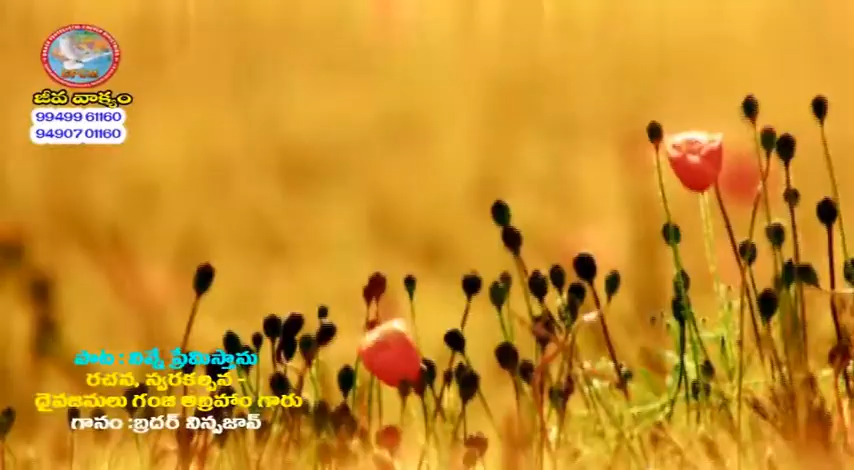 జీవ వాక్యం
99499 61160
94907 01160
పాట : నిన్నే ప్రేమిస్తాను
రచన, స్వరకల్పన -
దైవజనులు గంజి అబ్రహాం గారు
గానం :బ్రదర్ విన్సజాన్